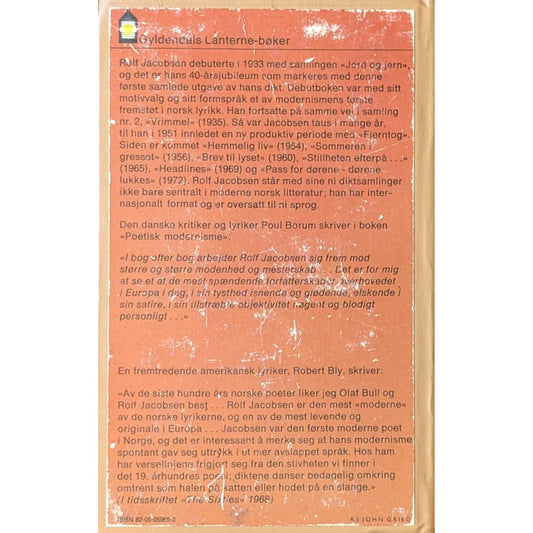 Gyldendals Lanterne-bøker
Rolf Jacobsen debuterte i 1933 med samlingen «Jord og jern»,
og det er hans 40-årsjubileum som markeres med denne
første samlede utgave av hans dikt. Debutboken var med sitt
motivvalg og sitt formspråk et av modernismens første
fremstøt i norsk lyrikk. Han fortsatte på samme vei i samling
nr. 2, «Vrimmel» (1935). Så var Jacobsen taus i mange år,
til han i 1951 innledet en ny produktiv periode med «Fjerntog».
Siden er kommet «Hemmelig liv» (1954), «Sommeren i
gresset» (1956), «Brev til lyset» (1960), «Stillheten efterpå . . .»
(1965), «Headlines» (1969) og «Pass for dørene – dørene
lukkes» (1972). Rolf Jacobsen står med sine ni diktsamlinger
ikke bare sentralt i moderne norsk litteratur; han har inter-
nasjonalt format og er oversatt til ni sprog.
Den danske kritiker og lyriker Poul Borum skriver i boken
«Poetisk modernisme»:
«I bog efter bog arbejder Rolf Jacobsen sig frem mod
større og større modenhed og mesterskab . . . Det er for mig
at se et af de mest spændende forfatterskaber overhovedet
i Europa i dag, i sin tysthed isnende og glødende, elskende i
sin satire, i sin tilstræbte objektivitet nøgent og blodigt
personligt . . .»
En fremtredende amerikansk lyriker, Robert Bly, skriver:
«Av de siste hundre års norske poeter liker jeg Olaf Bull og
Rolf Jacobsen best . . . Rolf Jacobsen er den mest «moderne»
av de norske lyrikerne, og en av de mest levende og
originale i Europa . . . Jacobsen var den første moderne poet
i Norge, og det er interessant å merke seg at hans modernisme
spontant gav seg uttrykk i et mer avslappet språk. Hos ham
har verselinjene frigjort seg fra den stivheten vi finner i
det 19. århundres poesi; diktene danser bedagelig omkring
omtrent som halen på katten eller hodet på en slange.»
(I tidsskriftet «The Sixties» 1968)
ISBN 82-05-05968-3
A.S JOHN GRIEG